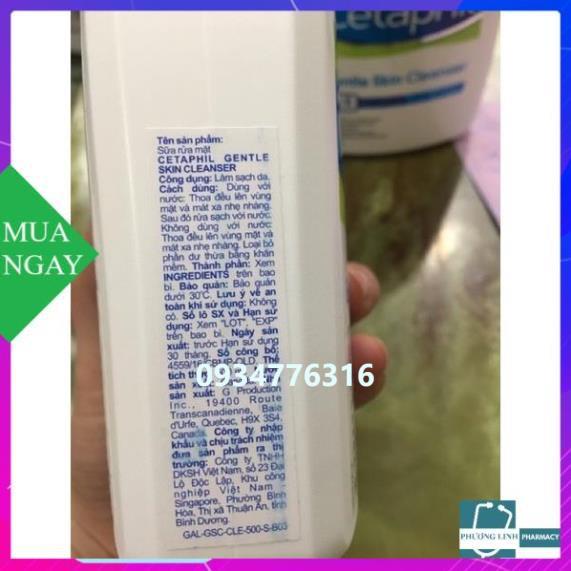 Cetaphil
Gentle Skin Cleanser
MUA
NGAY
Tên sản phẩm:
Sữa rửa mặt
CETAPHIL GENTLE
SKIN CLEANSER
Công dụng: Làm sạch da.
Cách dùng: Dùng với
nước: Thoa đều lên vùng
mặt và mát xa nhẹ nhàng.
Sau đó rửa sạch với nước.
Không dùng với nước:
Thoa đều lên vùng mặt và
mát xa nhẹ nhàng. Loại bỏ
phần dư thừa bằng khăn
mềm. Thành phần: Xem
INGREDIENTS trên bao
bì. Bảo quản: Bảo quản
dưới 30°C. Lưu ý về an
toàn khi sử dụng: Không
có. Số lô SX và Hạn sử
dụng: Xem "LOT", "EXP"
trên bao bì. Ngày sản
xuất: trước Hạn sử dụng
30 tháng. Số công bố:
4559/16/CBMP-QLD. Thể
tích
0934776316
sản
xuất: G Production
Inc., 19400 Route
Transcanadienne, Baie
d'Urfe, Quebec, H9X 3S4,
Canada. Công ty nhập
khẩu và chịu trách nhiệm
đưa sản phẩm ra thị
trường: Công ty TNHH
DKSH Việt Nam, số 23 Đại
Lộ Độc Lập, Khu công
nghiệp Việt Nam -
Singapore, Phường Bình
Hòa, Thị xã Thuận An, tỉnh
Bình Dương.
GAL-GSC-CLE-500-S-B03
PHƯƠNG LINH PHARMACY